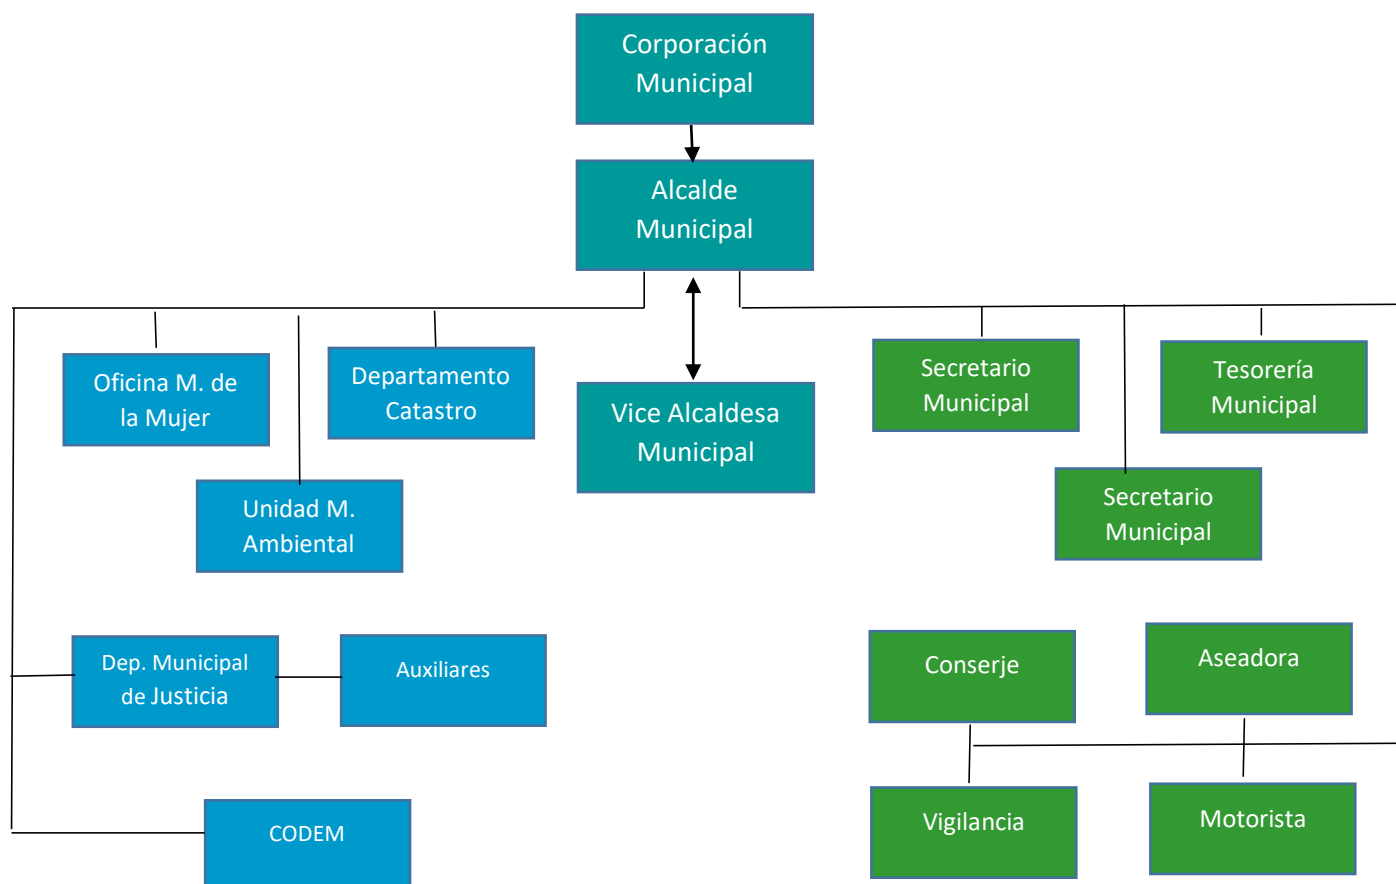 Corporación
Municipal
Alcalde
Municipal
Oficina M. de
la Mujer
Departamento
Catastro
Vice Alcaldesa
Municipal
Secretario
Municipal
Tesorería
Municipal
Unidad M.
Ambiental
Secretario
Municipal
Dep. Municipal
de Justicia
Auxiliares
Conserje
Aseadora
CODEM
Vigilancia
Motorista